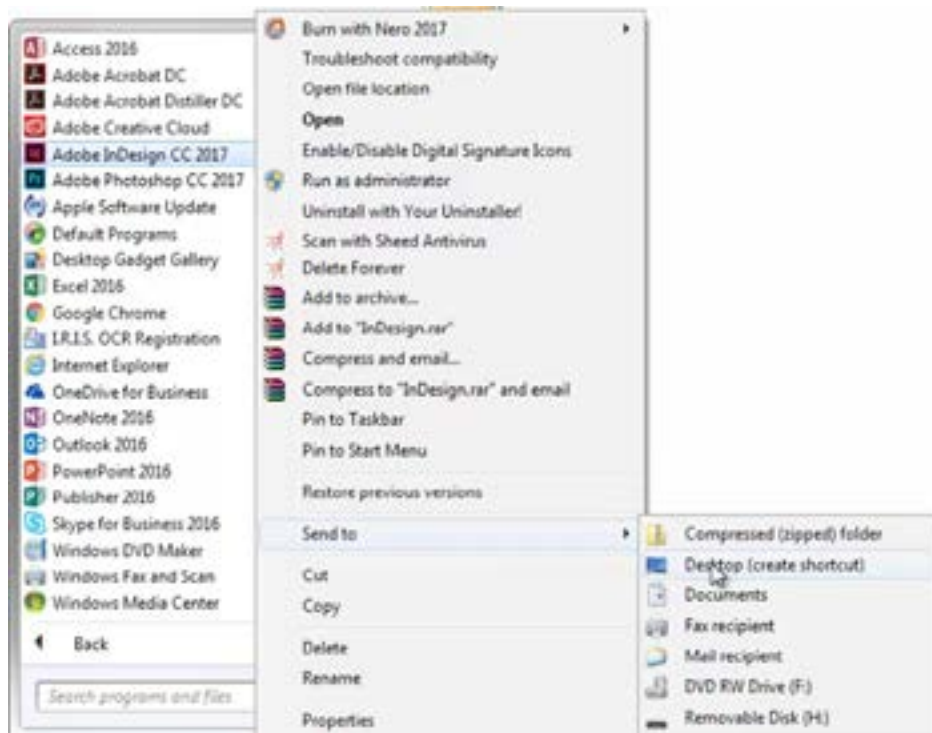 Access 2016
Adobe Acrobat DC
Adobe Acrobat Distiller DC
Adobe Creative Cloud
Adobe InDesign CC 2017
Adobe Photoshop CC 2017
Apple Software Update
Default Programs
Desktop Gadget Gallery
Excel 2016
Google Chrome
I.R.I.S. OCR Registration
Internet Explorer
OneDrive for Business
OneNote 2016
Outlook 2016
PowerPoint 2016
Publisher 2016
Skype for Business 2016
Windows DVD Maker
Windows Fax and Scan
Windows Media Center
Back
Search programs and files
Burn with Nero 2017
Troubleshoot compatibility
Open file location
Open
Enable/Disable Digital Signature Icons
Run as administrator
Uninstall with Your Uninstaller!
Scan with Sheed Antivirus
Delete Forever
Add to archive...
Add to "InDesign.rar"
Compress and email...
Compress to "InDesign.rar" and email
Pin to Taskbar
Pin to Start Menu
Restore previous versions
Send to
Cut
Copy
Delete
Rename
Properties
Compressed (zipped) folder
Desktop (create shortcut)
Documents
Fax recipient
Mail recipient
DVD RW Drive (F:)
Removable Disk (H:)